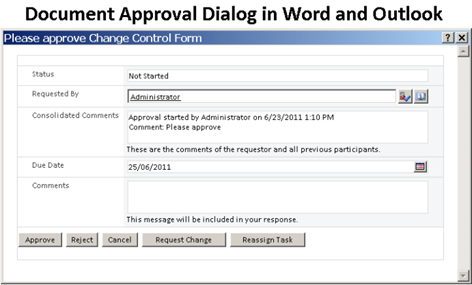 Document Approval Dialog in Word and Outlook
Please approve Change Control Form
Status Not Started
Requested By Administrator
Consolidated Comments Approval started by Administrator on 6/23/2011 1:10 PM
Comment: Please approve
These are the comments of the requestor and all previous participants.
Due Date 25/06/2011
Comments
This message will be included in your response.
Approve Reject Cancel Request Change Reassign Task